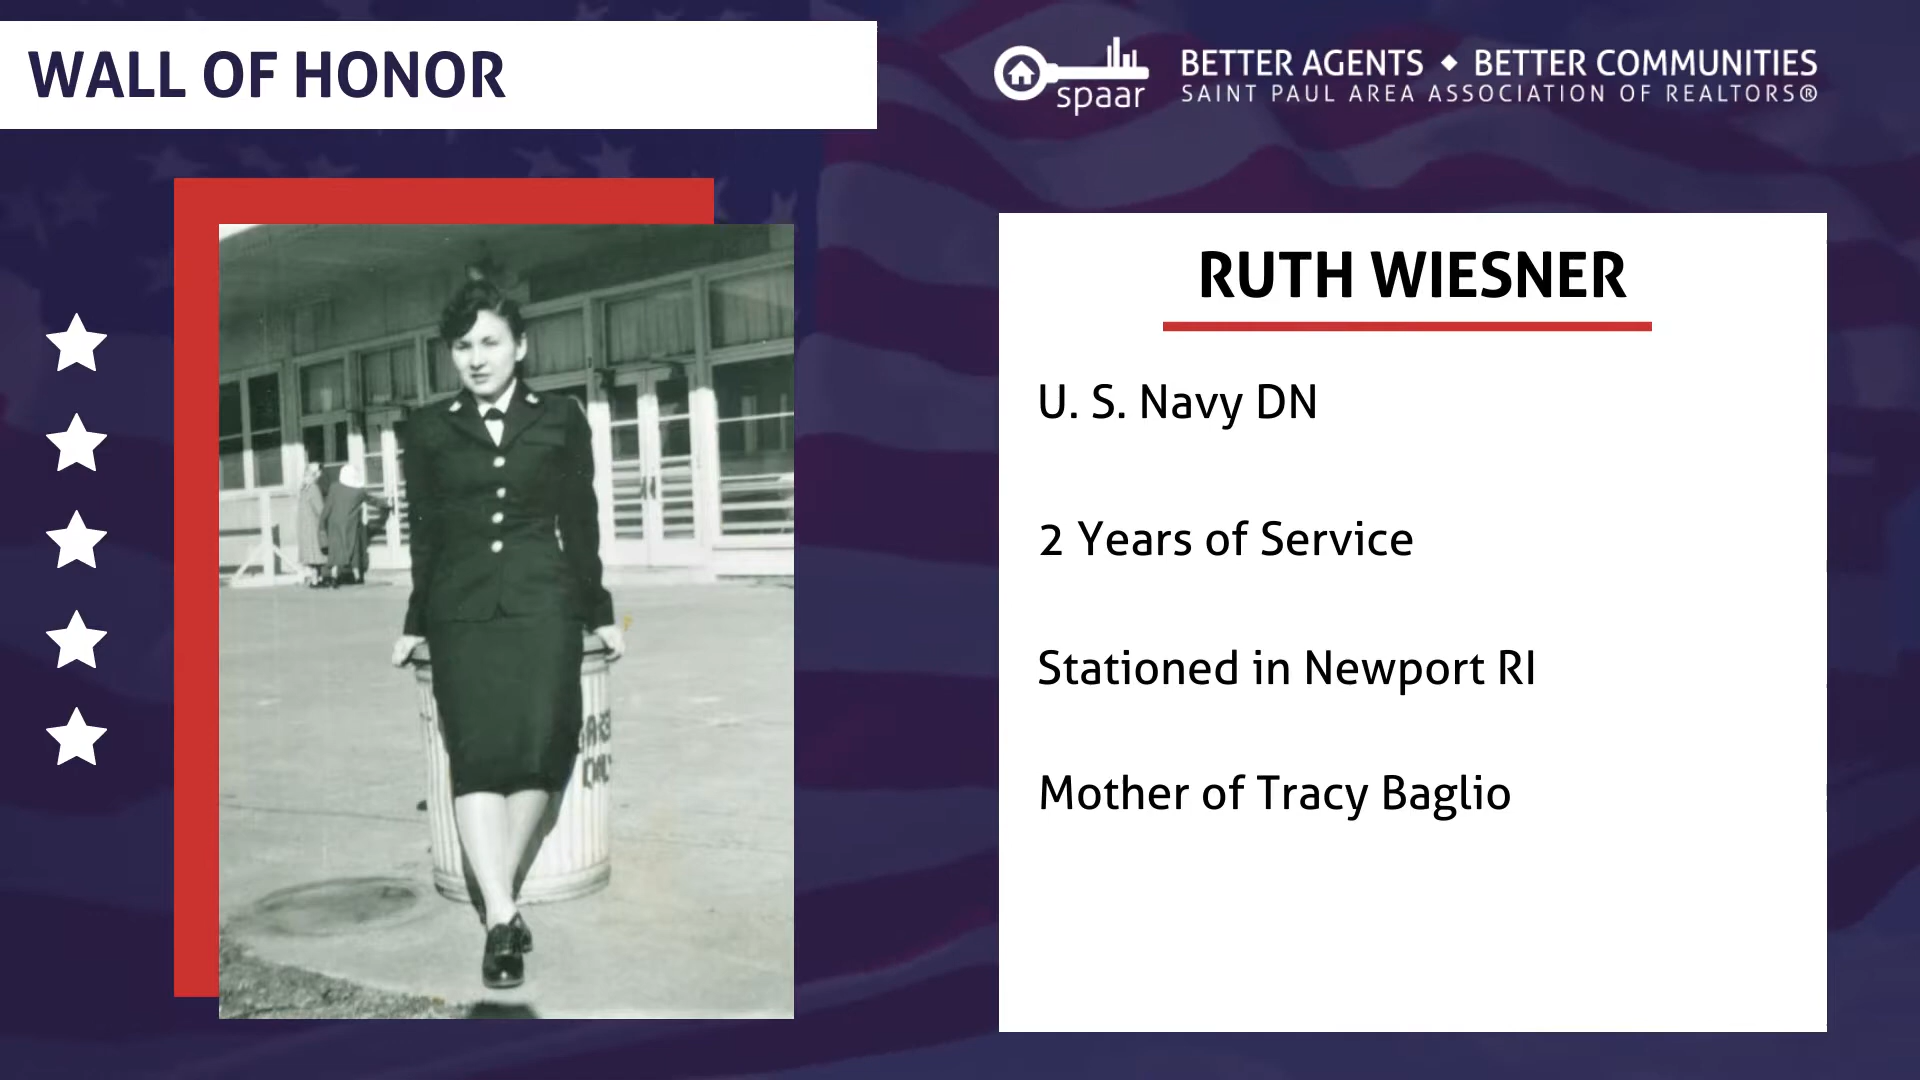 WALL OF HONOR
spaar
BETTER AGENTS ◆ BETTER COMMUNITIES
SAINT PAUL AREA ASSOCIATION OF REALTORS®
RUTH WIESNER
U. S. Navy DN
2 Years of Service
Stationed in Newport RI
Mother of Tracy Baglio